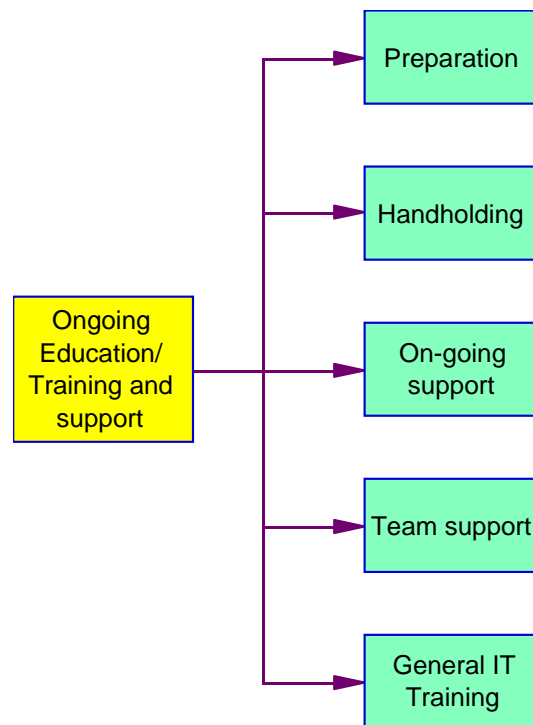 Preparation
Handholding
Ongoing
Education/
Training and
support
On-going
support
Team support
General IT
Training